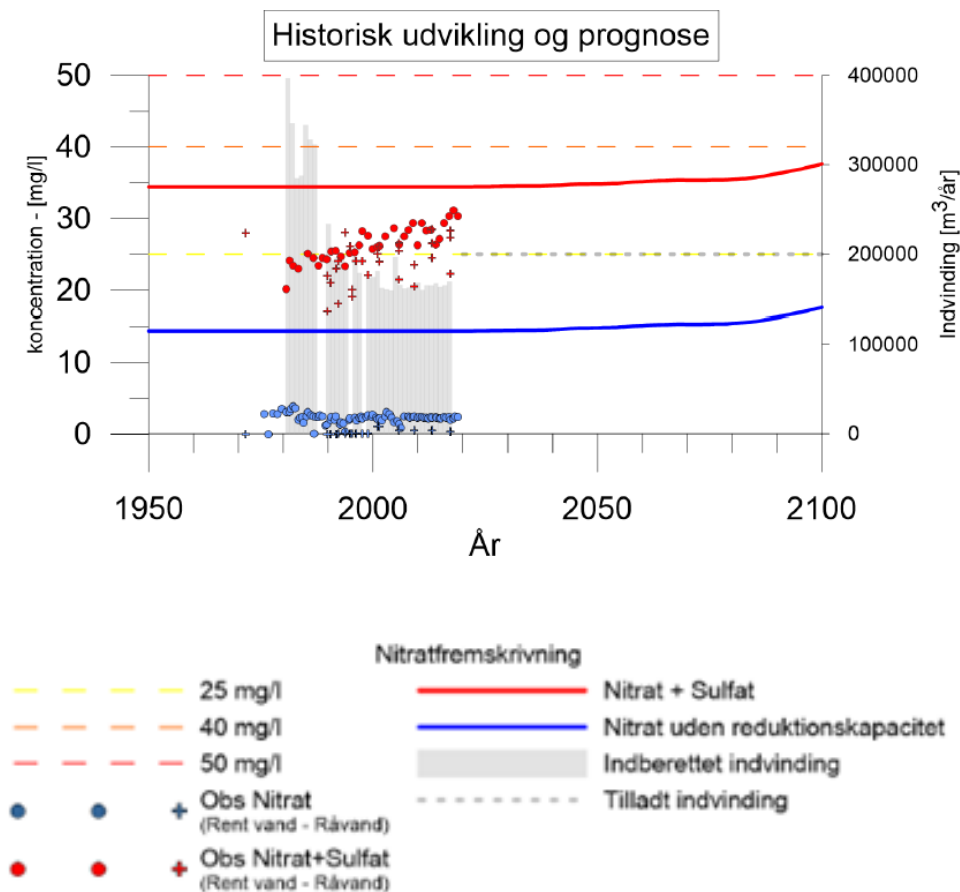 Historisk udvikling og prognose
50
40
30
20
10
0
koncentration - [mg/l]
400000
300000
200000
100000
0
Indvinding [m³/år]
1950
2000
2050
2100
År
Nitratfremskrivning
25 mg/l
40 mg/l
50 mg/l
Obs Nitrat
(Rent vand - Råvand)
Obs Nitrat+Sulfat
(Rent vand - Råvand)
Nitrat + Sulfat
Nitrat uden reduktionskapacitet
Indberettet indvinding
Tilladt indvinding